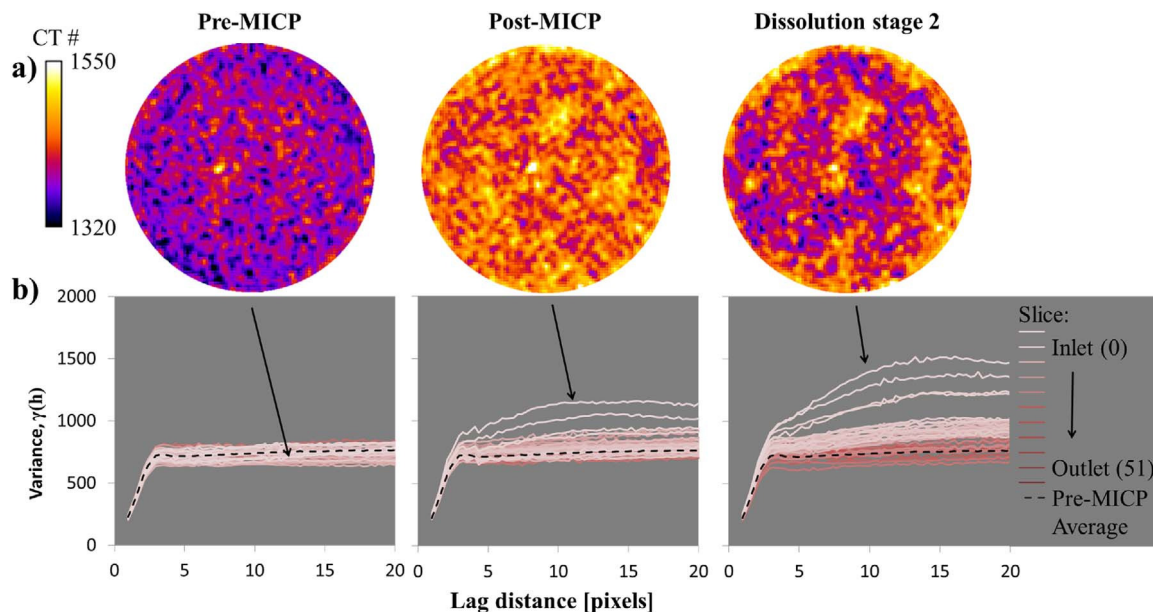 Pre-MICP
Post-MICP
Dissolution stage 2
CT #
a)
1550
1320
b)
2000
1500
1000
500
0
Variance, γ(h)
0 5 10 15 20
0 5 10 15 20
0 5 10 15 20
Lag distance [pixels]
Slice:
Inlet (0)
Outlet (51)
Pre-MICP
Average